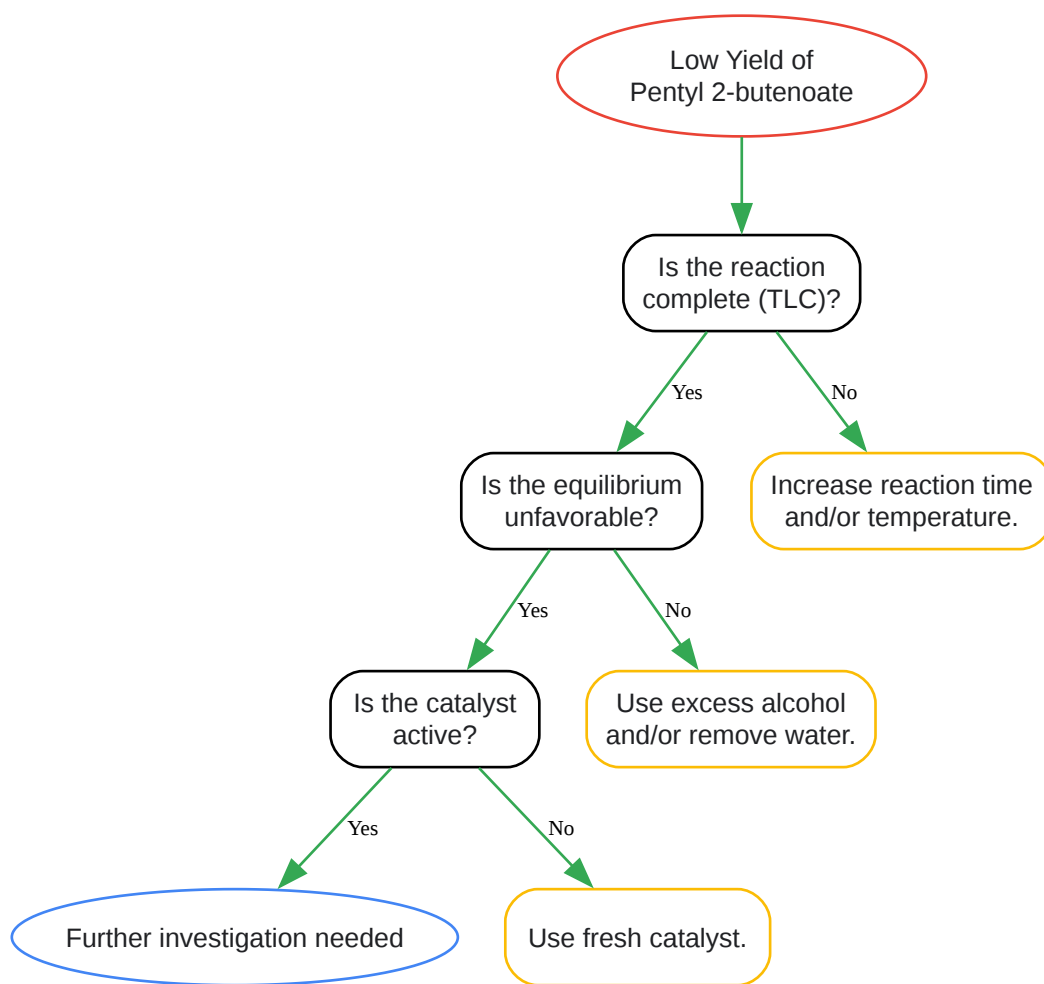 Low Yield of
Pentyl 2-butenoate
Is the reaction
complete (TLC)?
Yes
No
Is the equilibrium
unfavorable?
Increase reaction time
and/or temperature.
Yes
No
Is the catalyst
active?
Use excess alcohol
and/or remove water.
Yes
No
Further investigation needed
Use fresh catalyst.